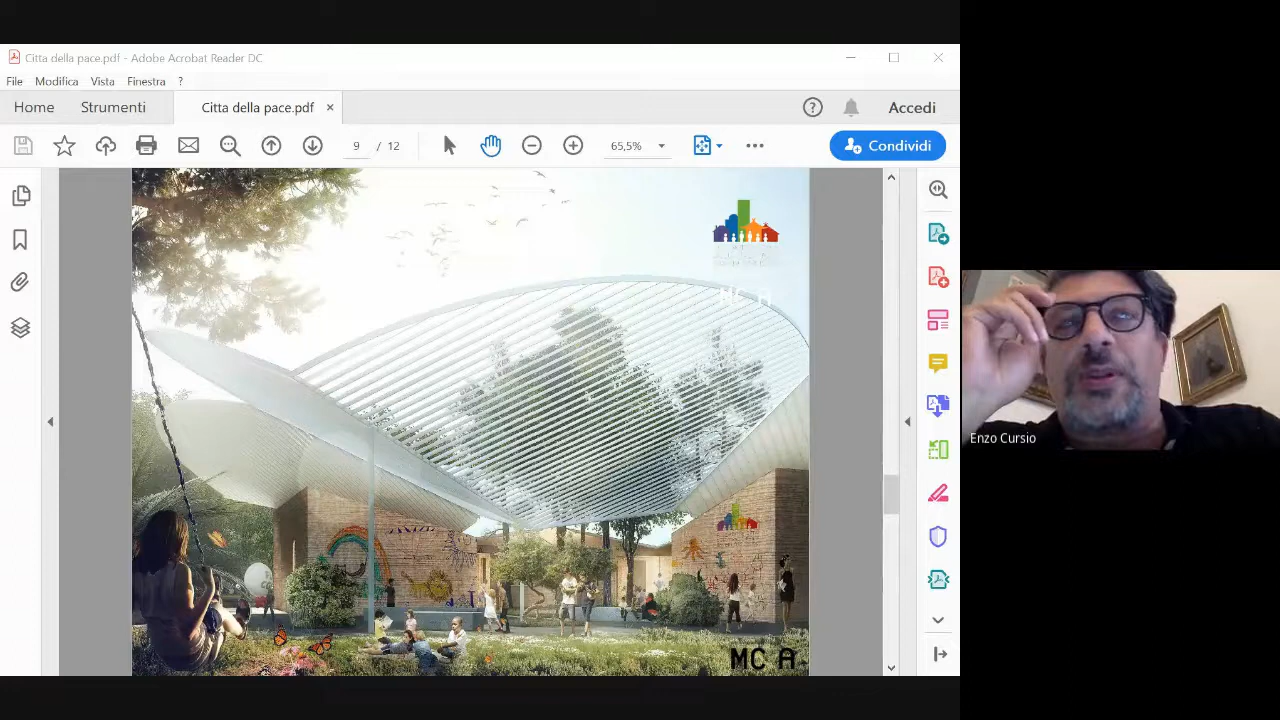 Citta della pace.pdf - Adobe Acrobat Reader DC
File Modifica Vista Finestra ?
Home Strumenti Citta della pace.pdf × Accedi
9 / 12 65,5% Condividi
MC A
Enzo Cursio
MC A